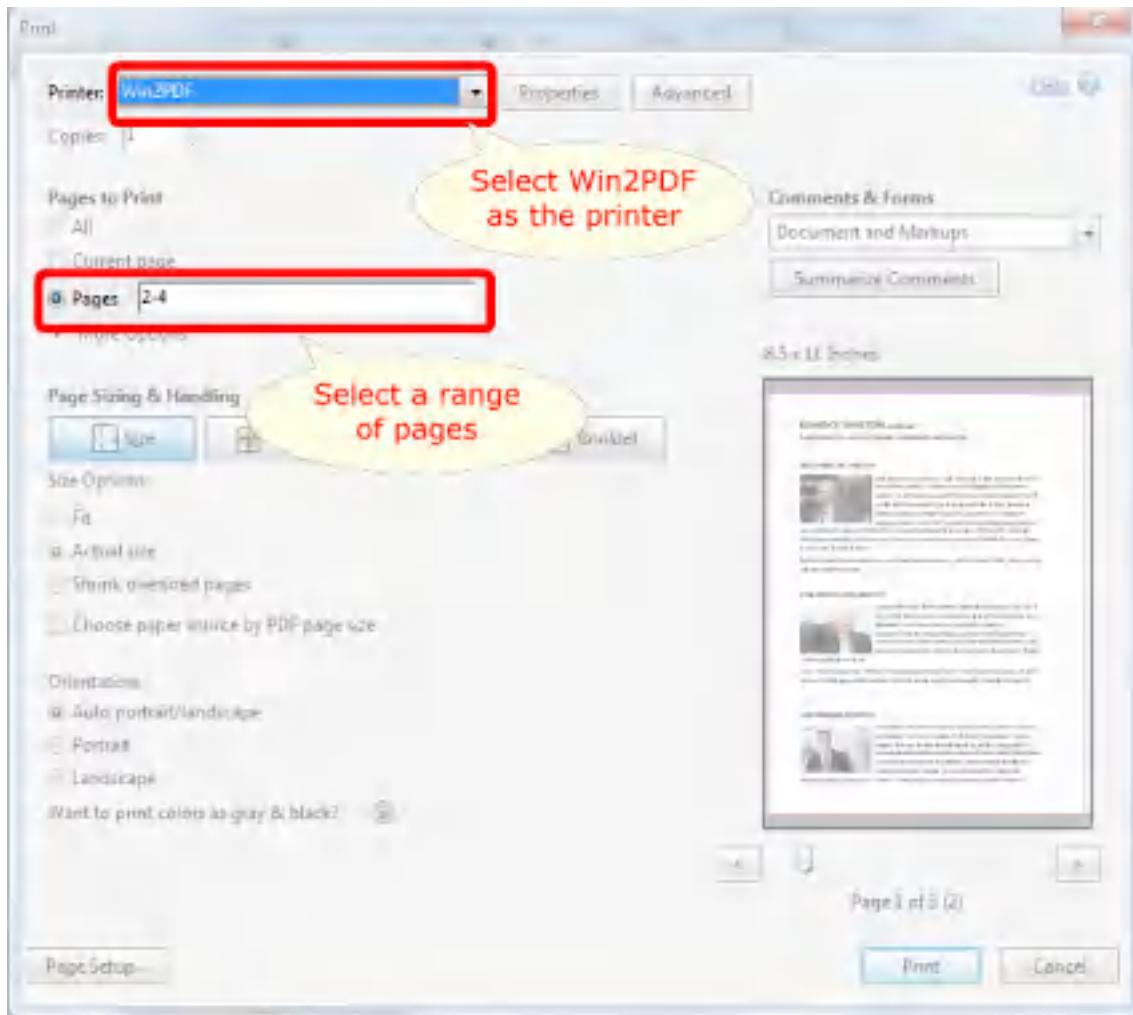 Print
Printer: Win2PDF Properties Advanced Help
Copies: 1
Select Win2PDF
as the printer
Pages to Print
All
Current page
Pages 2-4
More Options
Comments & Forms
Document and Markups
Summarize Comments
8.5 x 11 Inches
Select a range
of pages
Page Sizing & Handling
Size Booklet
Size Options:
Fit
Actual size
Shrink oversized pages
Choose paper source by PDF page size
Orientation:
Auto portrait/landscape
Portrait
Landscape
Want to print colors as gray & black?
Page 1 of 3 (2)
Page Setup...
Print Cancel